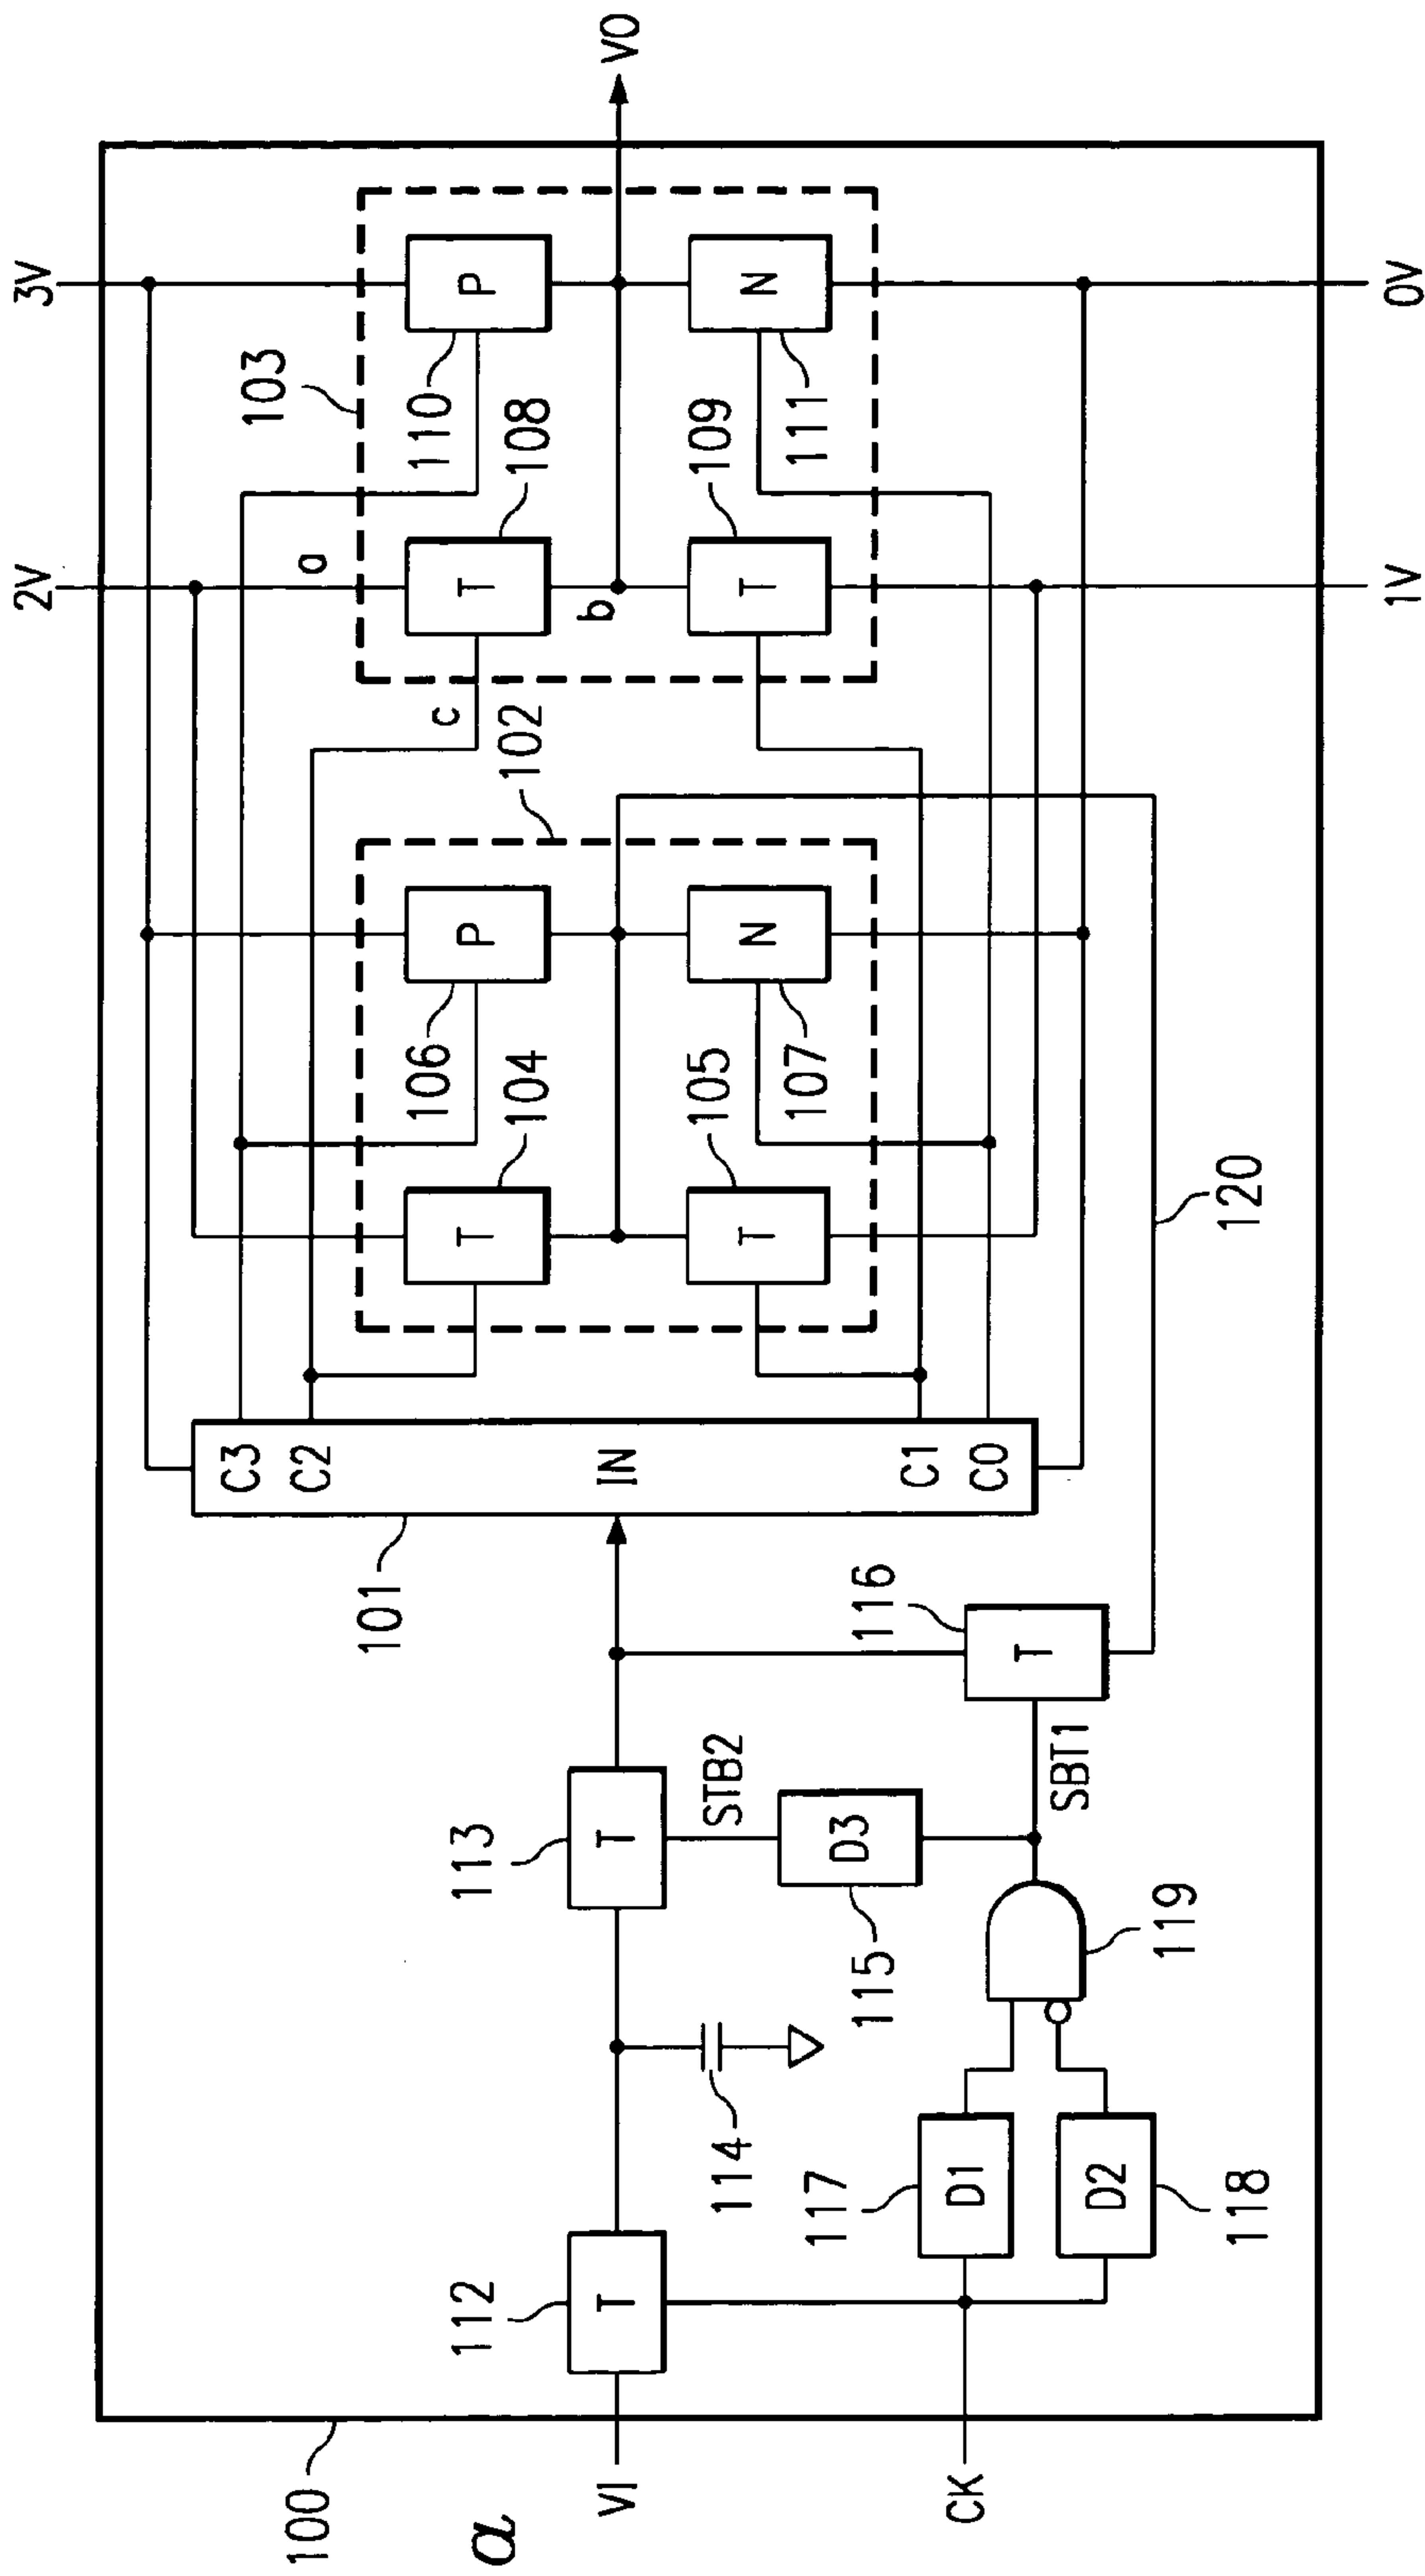 100
a
VI
CK
112
T
117
D1
118
D2
114
119
113
T
STB2
115
D3
SBT1
116
T
101
C3
C2
IN
C1
C0
120
102
104
T
105
T
106
P
107
N
103
2V
a
b
c
108
T
109
T
110
P
111
N
3V
VO
1V
0V